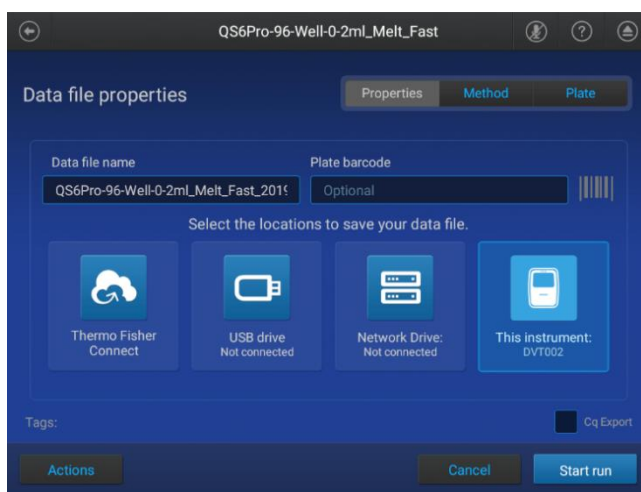 QS6Pro-96-Well-0-2ml_Melt_Fast
?
Data file properties
Properties Method Plate
Data file name Plate barcode
QS6Pro-96-Well-0-2ml_Melt_Fast_2019 Optional
Select the locations to save your data file.
Thermo Fisher
Connect
USB drive
Not connected
Network Drive:
Not connected
This instrument:
DVT002
Tags: Cq Export
Actions Cancel Start run